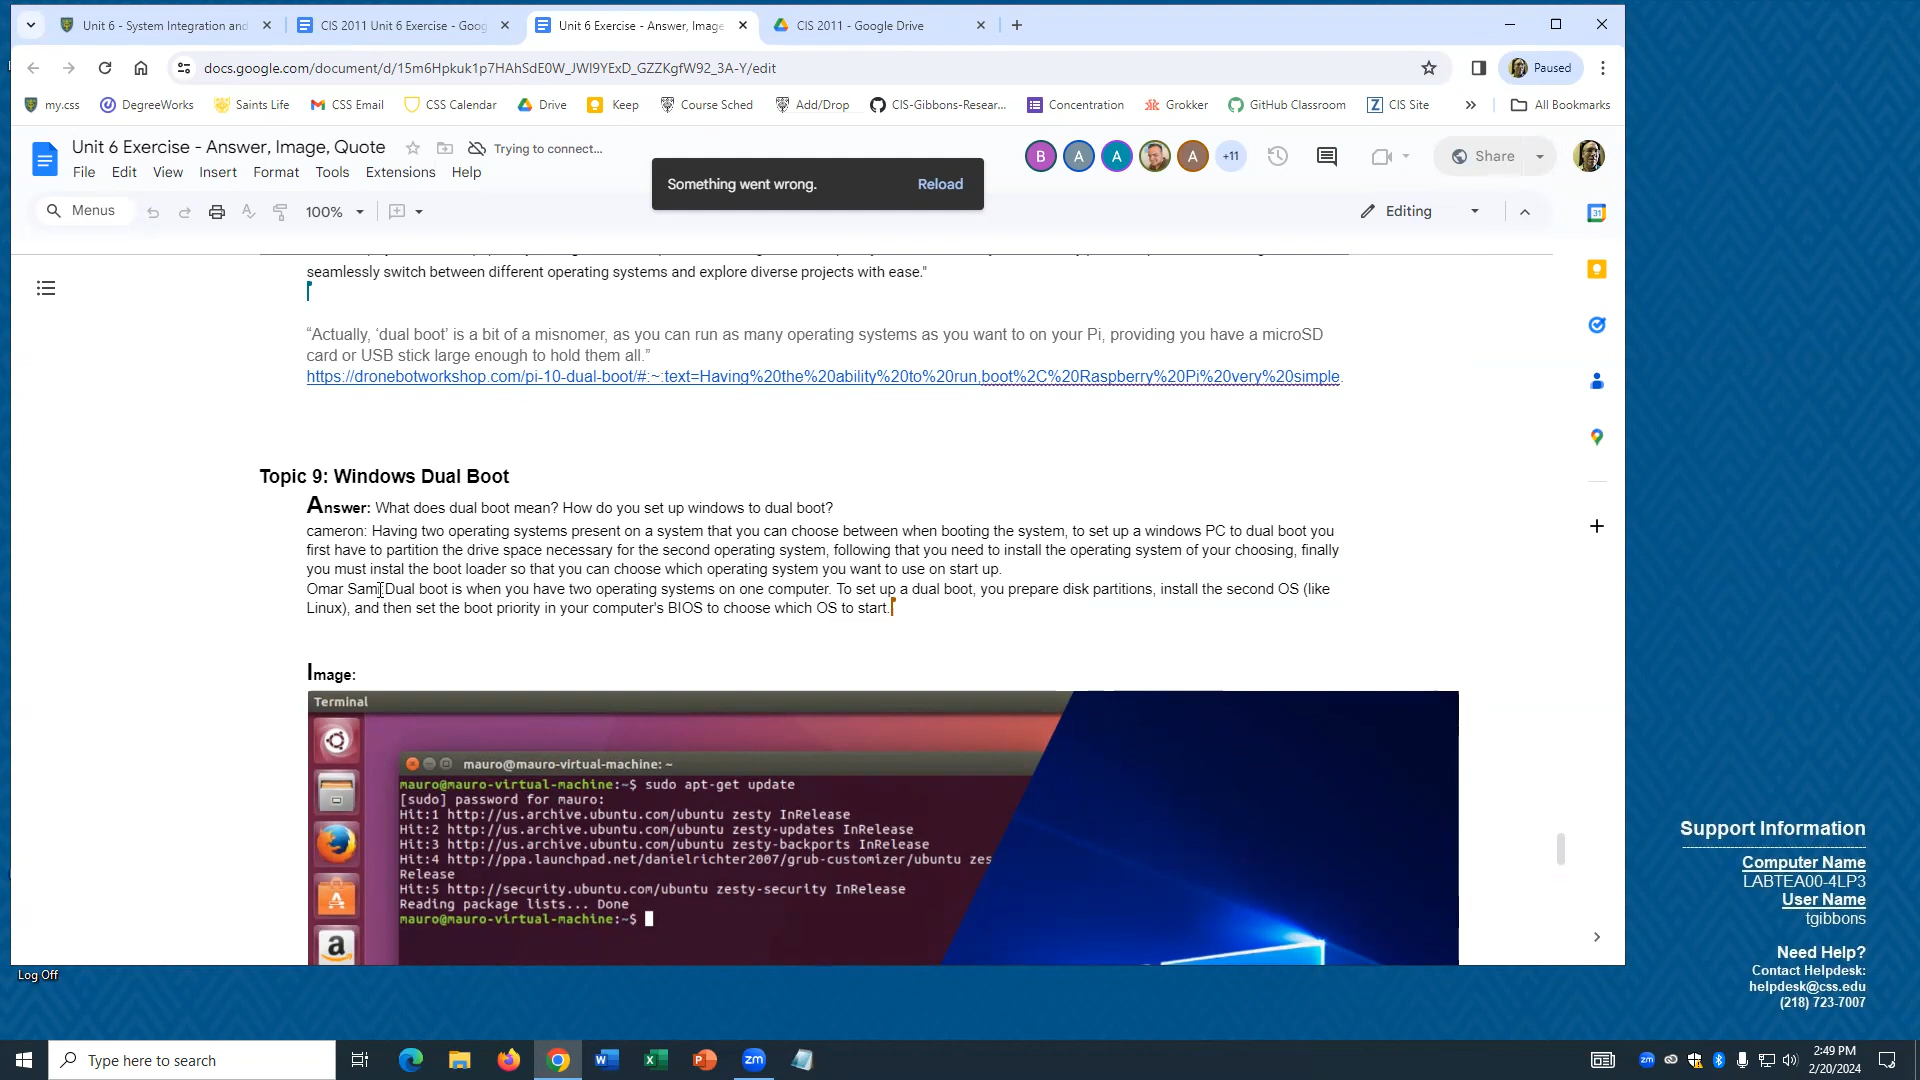 Unit 6 - System Integration and
CIS 2011 Unit 6 Exercise - Goog
Unit 6 Exercise - Answer, Image,
CIS 2011 - Google Drive
docs.google.com/document/d/15m6Hpkuk1p7HAhSdE0W_JWI9YExD_GZZKgfW92_3A-Y/edit
Paused
my.css
DegreeWorks
Saints Life
CSS Email
CSS Calendar
Drive
Keep
Course Sched
Add/Drop
CIS-Gibbons-Resear...
Concentration
Grokker
GitHub Classroom
CIS Site
»
All Bookmarks
Unit 6 Exercise - Answer, Image, Quote
Trying to connect...
B A A A +11
Share
File Edit View Insert Format Tools Extensions Help
Something went wrong. Reload
Menus
100%
Editing
seamlessly switch between different operating systems and explore diverse projects with ease."
“Actually, ‘dual boot’ is a bit of a misnomer, as you can run as many operating systems as you want to on your Pi, providing you have a microSD
card or USB stick large enough to hold them all.”
https://dronebotworkshop.com/pi-10-dual-boot/#:~:text=Having%20the%20ability%20to%20run,boot%2C%20Raspberry%20Pi%20very%20simple.
Topic 9: Windows Dual Boot
Answer: What does dual boot mean? How do you set up windows to dual boot?
cameron: Having two operating systems present on a system that you can choose between when booting the system, to set up a windows PC to dual boot you
first have to partition the drive space necessary for the second operating system, following that you need to install the operating system of your choosing, finally
you must instal the boot loader so that you can choose which operating system you want to use on start up.
Omar Sami Dual boot is when you have two operating systems on one computer. To set up a dual boot, you prepare disk partitions, install the second OS (like
Linux), and then set the boot priority in your computer's BIOS to choose which OS to start.
Image:
Terminal
mauro@mauro-virtual-machine: ~
mauro@mauro-virtual-machine:~$ sudo apt-get update
[sudo] password for mauro:
Hit:1 http://us.archive.ubuntu.com/ubuntu zesty InRelease
Hit:2 http://us.archive.ubuntu.com/ubuntu zesty-updates InRelease
Hit:3 http://us.archive.ubuntu.com/ubuntu zesty-backports InRelease
Hit:4 http://ppa.launchpad.net/danielrichter2007/grub-customizer/ubuntu zes
Release
Hit:5 http://security.ubuntu.com/ubuntu zesty-security InRelease
Reading package lists... Done
mauro@mauro-virtual-machine:~$
Support Information
Computer Name
LABTEA00-4LP3
User Name
tgibbons
Need Help?
Contact Helpdesk:
helpdesk@css.edu
(218) 723-7007
Log Off
Type here to search
2:49 PM
2/20/2024